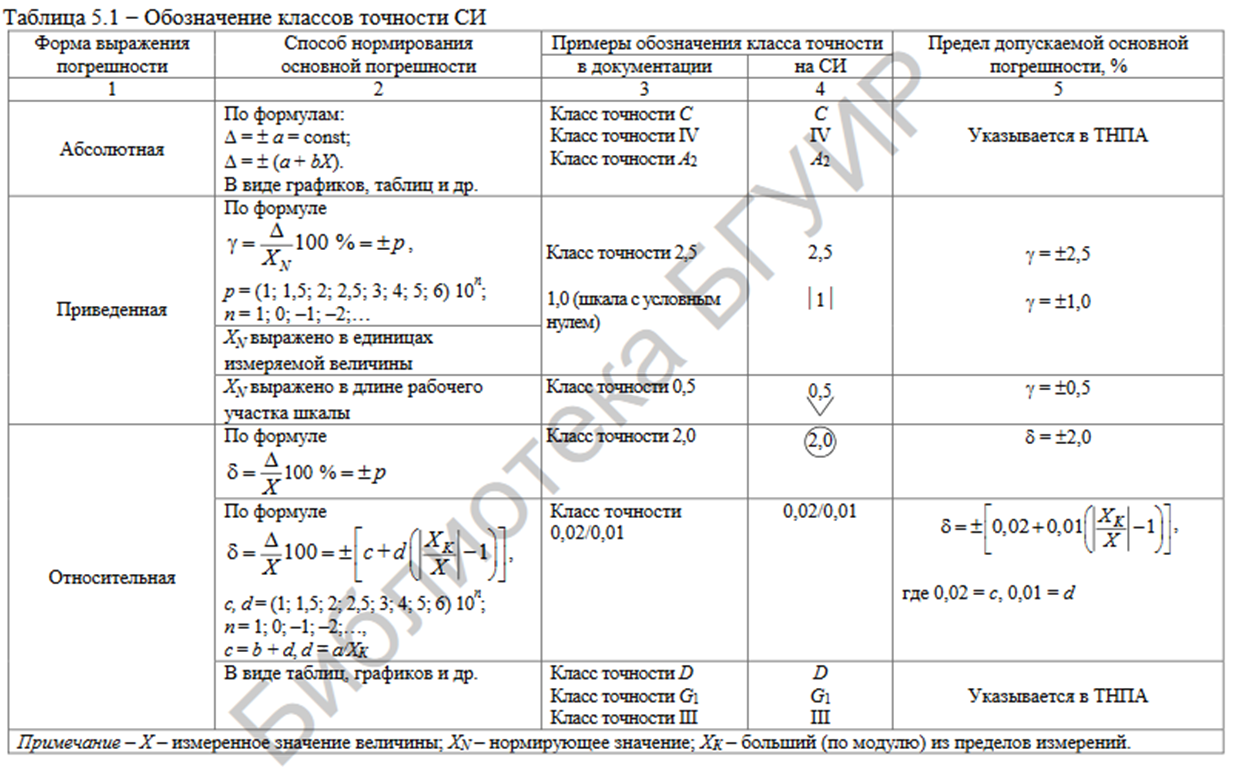 Таблица 5.1 – Обозначение классов точности СИ
Форма выражения погрешности
Способ нормирования основной погрешности
Примеры обозначения класса точности
Предел допускаемой основной погрешности, %
в документации
на СИ
1 2 3 4 5
Абсолютная
По формулам:
Δ = ± a = const;
Δ = ± (a + bX).
В виде графиков, таблиц и др.
Класс точности C
Класс точности IV
Класс точности A₂
C
IV
A₂
Указывается в ТНПА
Приведенная
По формуле
γ = Δ/X_N 100 % = ±p,
p = (1; 1,5; 2; 2,5; 3; 4; 5; 6) 10ⁿ;
n = 1; 0; –1; –2;…
X_N выражено в единицах
измеряемой величины
Класс точности 2,5
1,0 (шкала с условным
нулем)
2,5
|1|
γ = ±2,5
γ = ±1,0
X_N выражено в длине рабочего
участка шкалы
Класс точности 0,5
0,5
γ = ±0,5
Относительная
По формуле
δ = Δ/X 100 % = ±p
Класс точности 2,0
2,0
δ = ±2,0
По формуле
δ = Δ/X 100 = ±[c + d(|X_K/X| – 1)],
c, d = (1; 1,5; 2; 2,5; 3; 4; 5; 6) 10ⁿ;
n = 1; 0; –1; –2;…,
c = b + d, d = a/X_K
Класс точности
0,02/0,01
0,02/0,01
δ = ±[0,02 + 0,01(|X_K/X| – 1)],
где 0,02 = c, 0,01 = d
В виде таблиц, графиков и др.
Класс точности D
Класс точности G₁
Класс точности III
D
G₁
III
Указывается в ТНПА
Примечание – X – измеренное значение величины; X_N – нормирующее значение; X_K – больший (по модулю) из пределов измерений.
Библиотека БГУИР